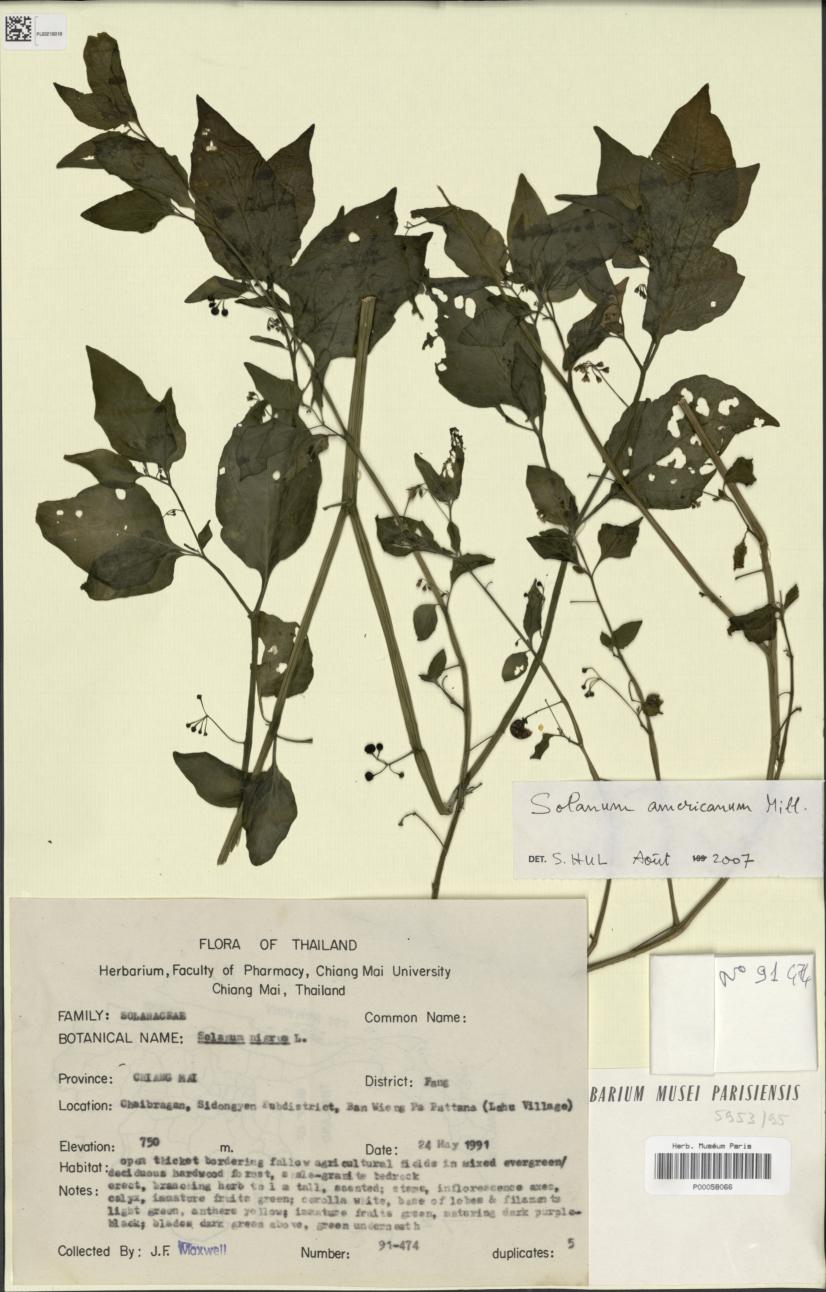 Solanum americanum Mill.
DET. S. HUL Août 2007
FLORA OF THAILAND
Herbarium, Faculty of Pharmacy, Chiang Mai University
Chiang Mai, Thailand
FAMILY: SOLANACEAE Common Name:
BOTANICAL NAME: Solanum nigrum L.
Province: CHIANG MAI District: Fang
Location: Chaibragan, Sidongyen Subdistrict, Ban Wieng Pa Pattana (Lahu Village)
Elevation: 750 m. Date: 24 May 1991
Habitat: open thicket bordering fallow agricultural fields in mixed evergreen/
deciduous hardwood forest, shale-granite bedrock
Notes: erect, branching herb to 1 m tall, scented; stems, inflorescence axes,
calyx, immature fruits green; corolla white, base of lobes & filaments
light green, anthers yellow; immature fruits green, maturing dark purple-
black; blades dark green above, green underneath
Collected By: J.F. Maxwell Number: 91-474 duplicates: 5
No 91 474
HERBARIUM MUSEI PARISIENSIS
5953/95
Herb. Muséum Paris
P00058066